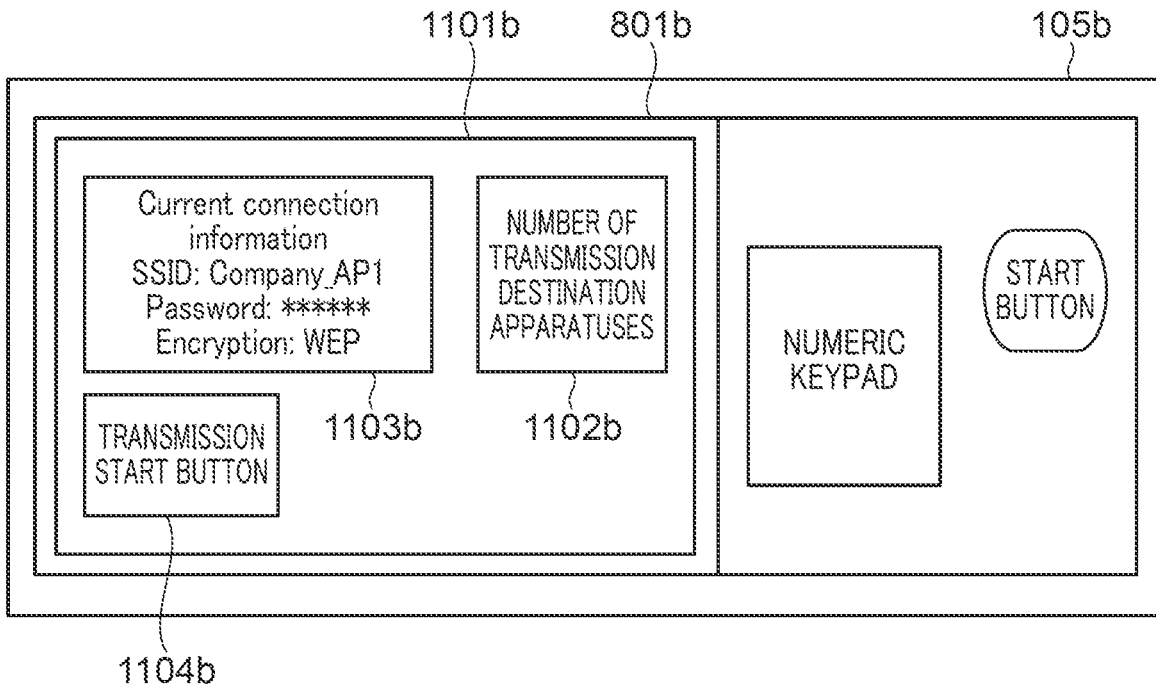 1101b
801b
105b
Current connection
information
SSID: Company_AP1
Password: ******
Encryption: WEP
NUMBER OF
TRANSMISSION
DESTINATION
APPARATUSES
START
BUTTON
NUMERIC
KEYPAD
1103b
1102b
TRANSMISSION
START BUTTON
1104b